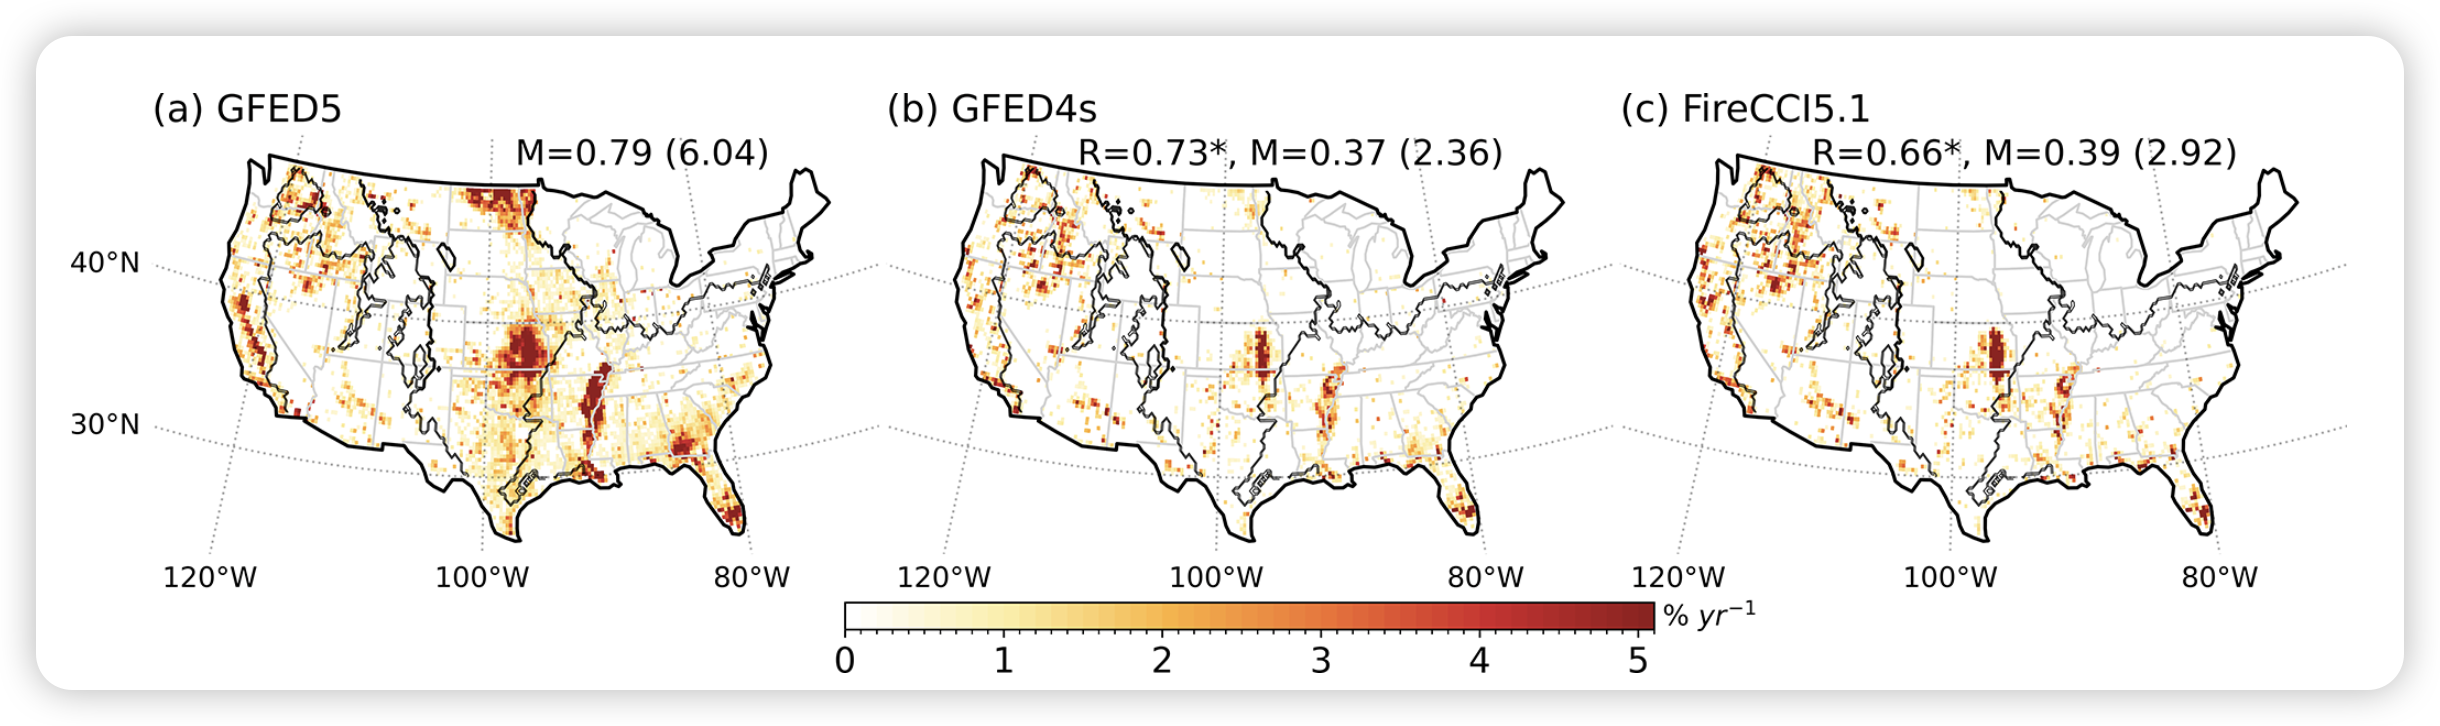 (a) GFED5
M=0.79 (6.04)
(b) GFED4s
R=0.73*, M=0.37 (2.36)
(c) FireCCI5.1
R=0.66*, M=0.39 (2.92)
40°N
30°N
120°W 100°W 80°W
120°W 100°W 80°W
120°W 100°W 80°W
% yr⁻¹
0 1 2 3 4 5